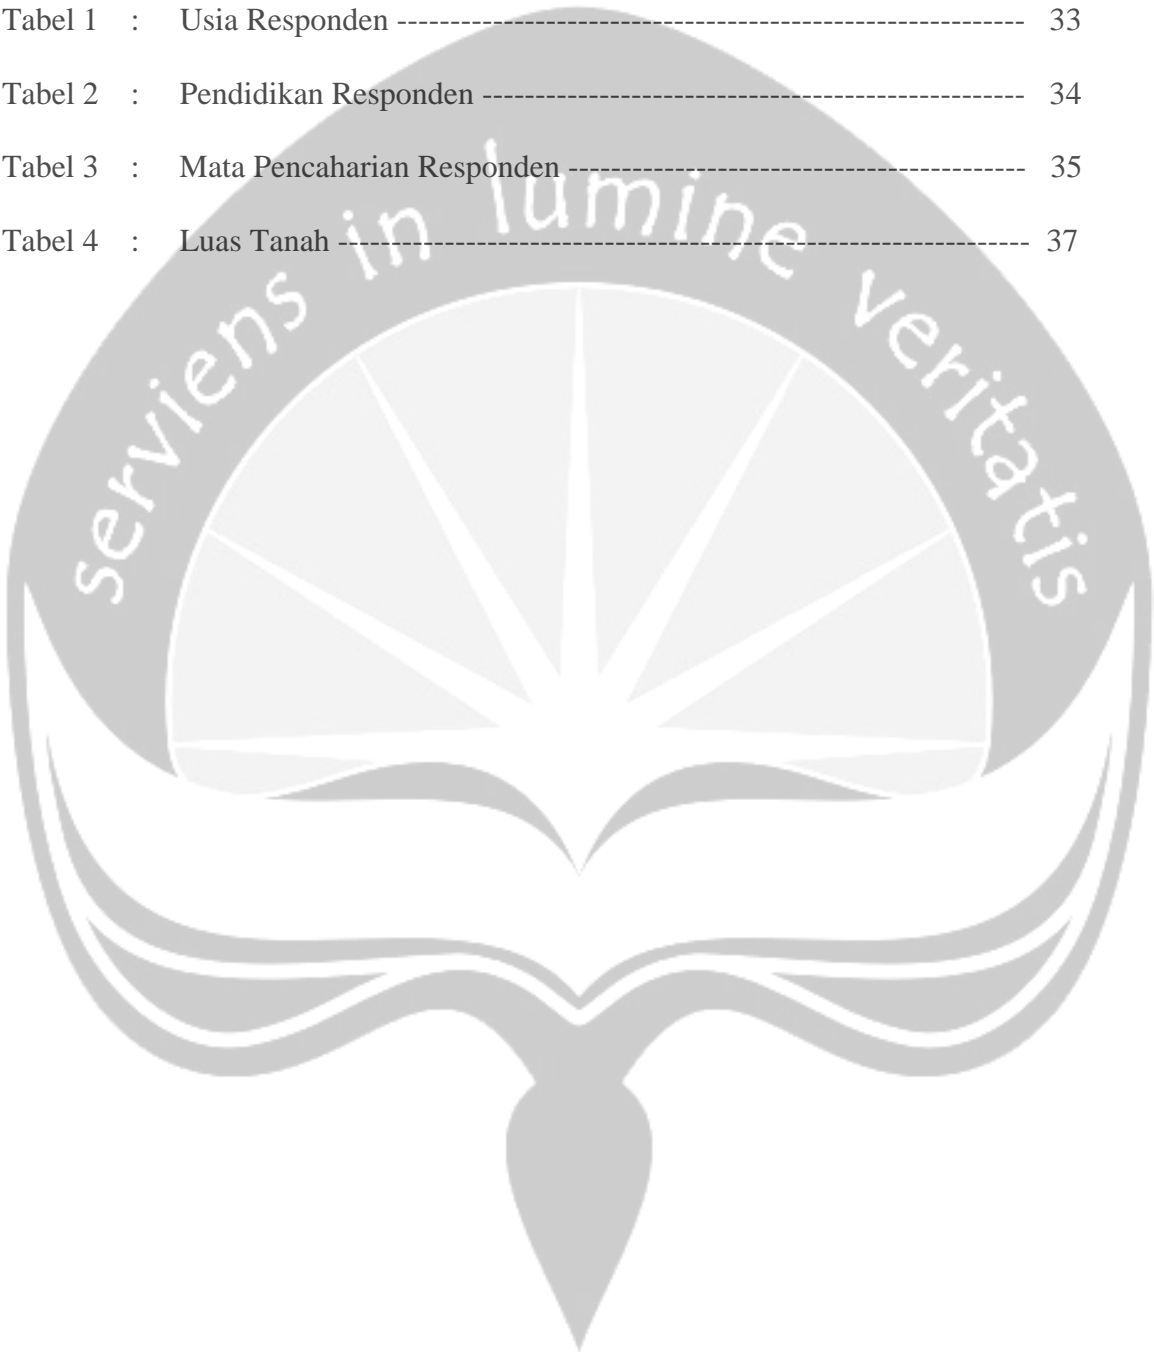 Tabel 1 : Usia Responden ----------------------------------------------------------- 33
Tabel 2 : Pendidikan Responden --------------------------------------------------- 34
Tabel 3 : Mata Pencaharian Responden ------------------------------------------- 35
Tabel 4 : Luas Tanah ----------------------------------------------------------------- 37
serviens in lumine veritatis